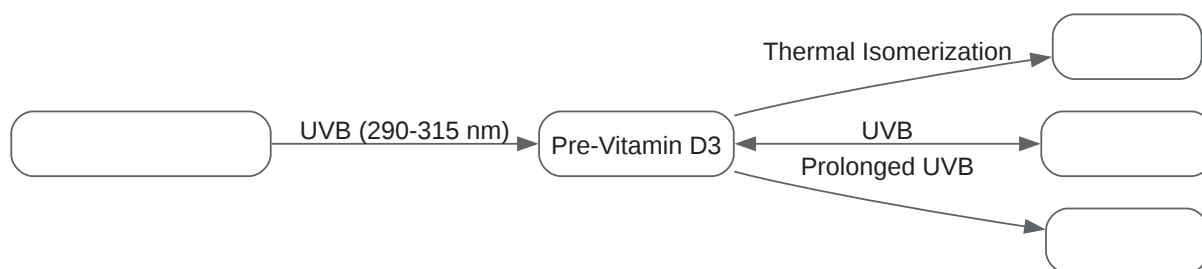 Thermal Isomerization
UVB (290-315 nm)
Pre-Vitamin D3
UVB
Prolonged UVB